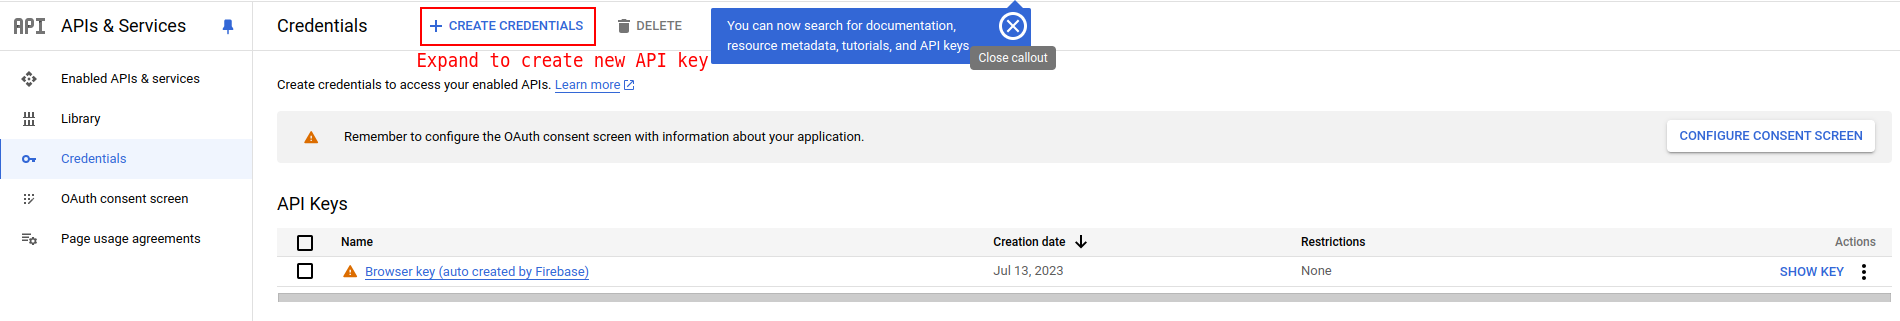 API APIs & Services
Credentials
CREATE CREDENTIALS
DELETE
You can now search for documentation,
resource metadata, tutorials, and API keys
Close callout
Expand to create new API key
Enabled APIs & services
Library
Credentials
OAuth consent screen
Page usage agreements
Create credentials to access your enabled APIs. Learn more
Remember to configure the OAuth consent screen with information about your application.
CONFIGURE CONSENT SCREEN
API Keys
Name Creation date Restrictions Actions
Browser key (auto created by Firebase) Jul 13, 2023 None SHOW KEY